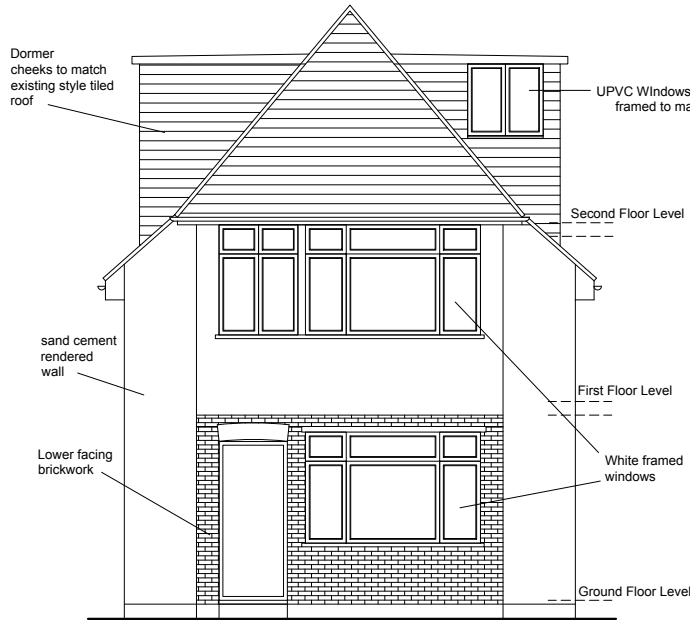 Dormer
cheeks to match
existing style tiled
roof
UPVC WIndows
framed to ma
Second Floor Level
sand cement
rendered
wall
First Floor Level
Lower facing
brickwork
White framed
windows
Ground Floor Level